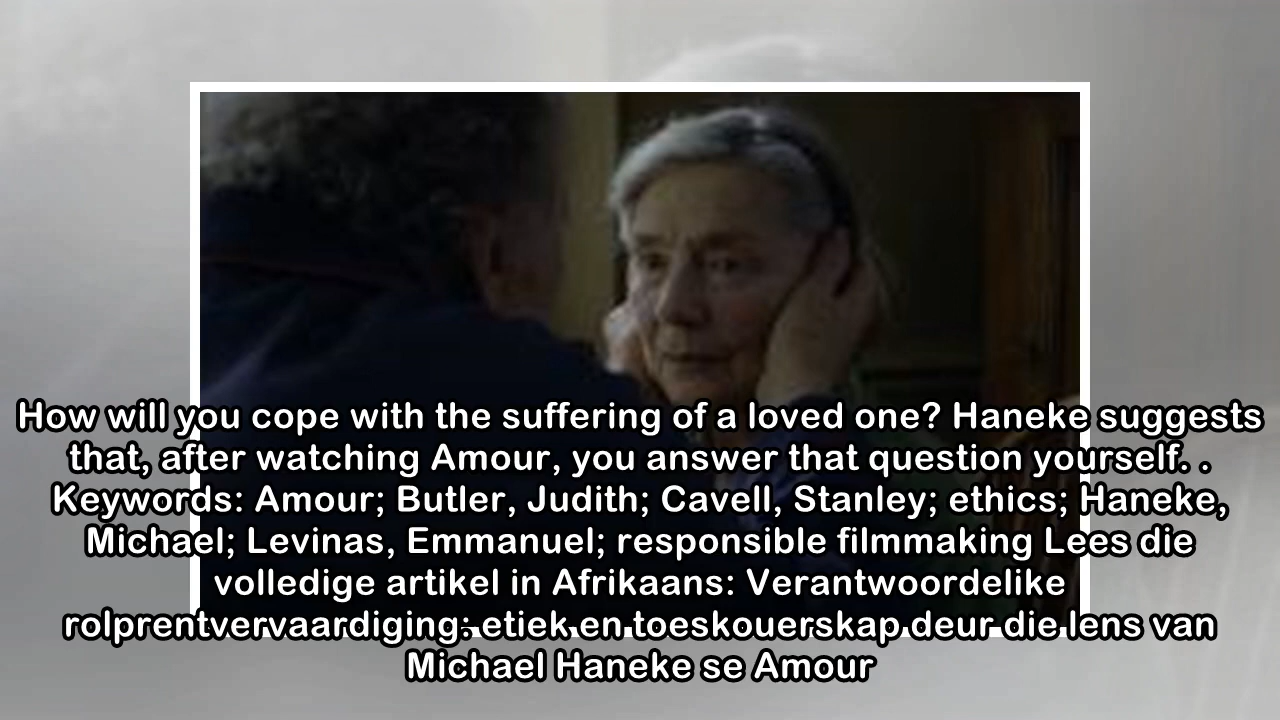 How will you cope with the suffering of a loved one? Haneke suggests
that, after watching Amour, you answer that question yourself. .
Keywords: Amour; Butler, Judith; Cavell, Stanley; ethics; Haneke,
Michael; Levinas, Emmanuel; responsible filmmaking Lees die
volledige artikel in Afrikaans: Verantwoordelike
rolprentvervaardiging: etiek en toeskouerskap deur die lens van
Michael Haneke se Amour